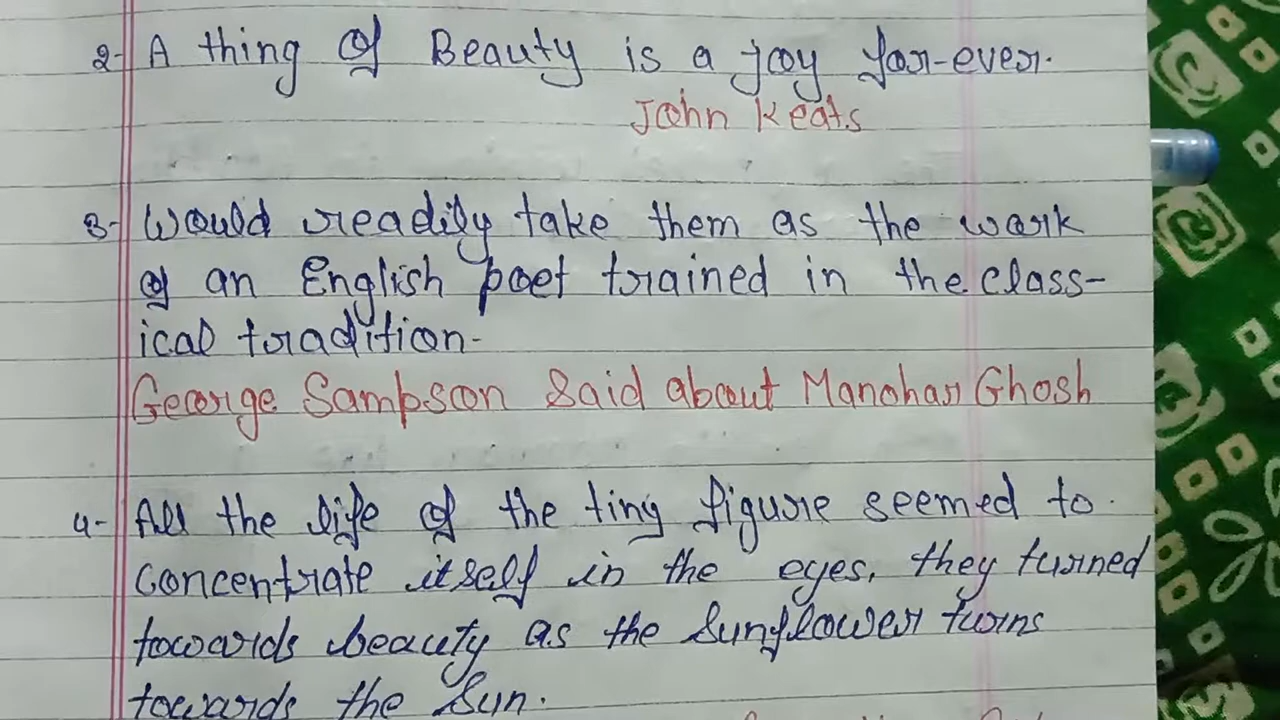 2- A thing of Beauty is a joy for-ever.
John Keats
3- Would readily take them as the work
of an English poet trained in the class-
ical tradition-
George Sampson Said about Manohar Ghosh
4- All the life of the tiny figure seemed to
concentrate itself in the eyes, they turned
towards beauty as the Sunflower turns
towards the Sun.